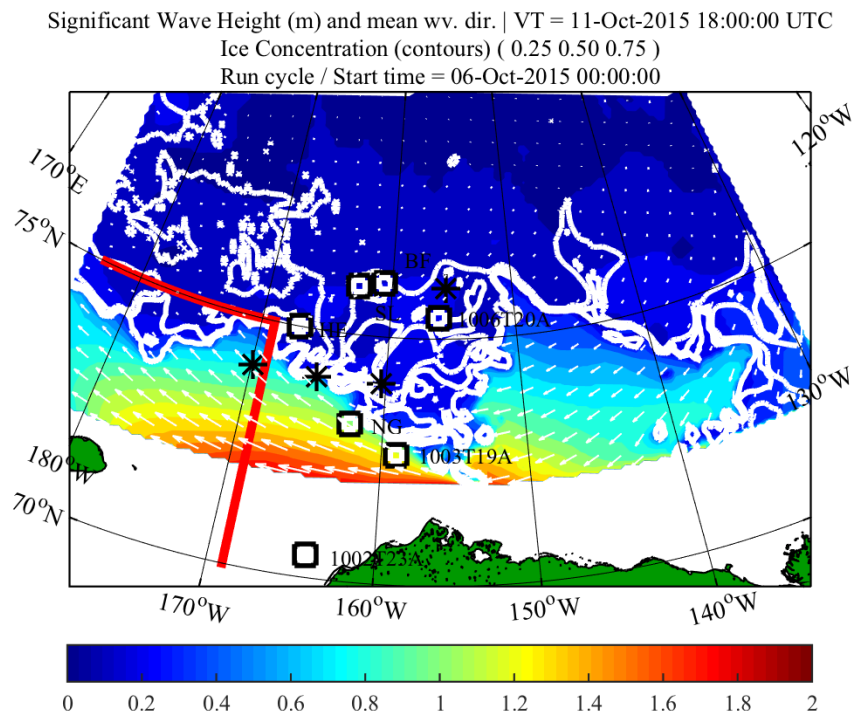 Significant Wave Height (m) and mean wv. dir. | VT = 11-Oct-2015 18:00:00 UTC
Ice Concentration (contours) ( 0.25 0.50 0.75 )
Run cycle / Start time = 06-Oct-2015 00:00:00
120°W
170°E
75°N
BF
SL
1006T20A
HE
130°W
NG
1003T19A
180°W
70°N
1002T23A
170°W
160°W
150°W
140°W
0 0.2 0.4 0.6 0.8 1 1.2 1.4 1.6 1.8 2